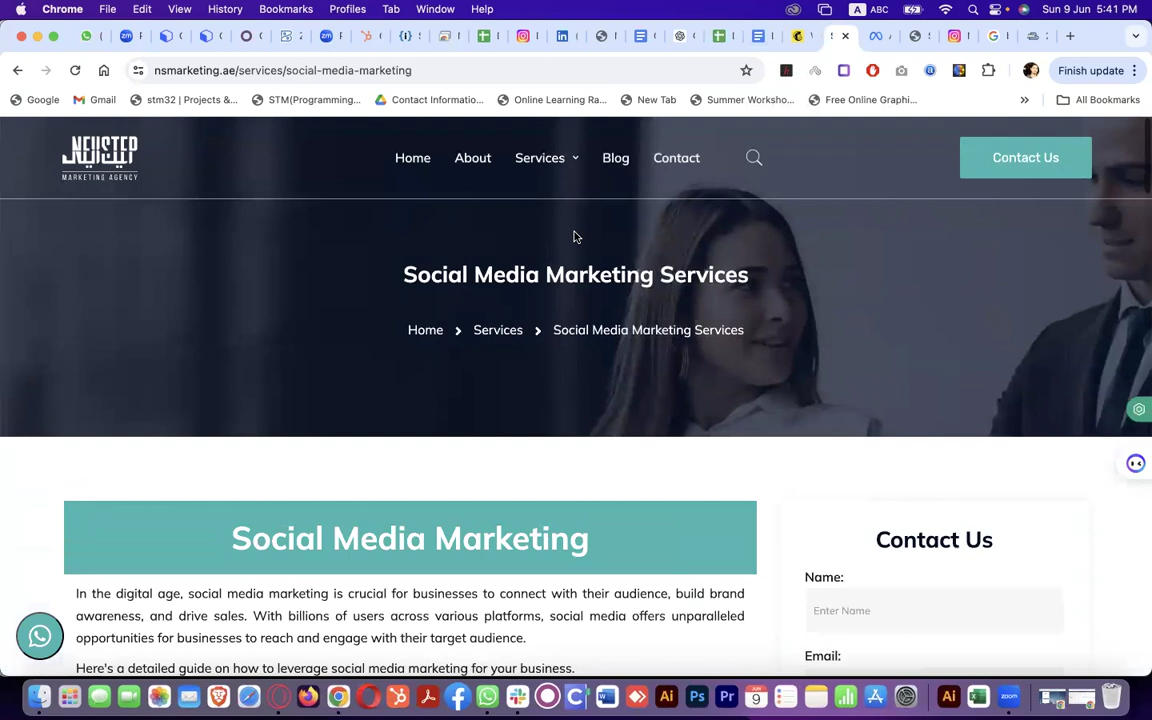 Chrome File Edit View History Bookmarks Profiles Tab Window Help
A ABC Sun 9 Jun 5:41 PM
nsmarketing.ae/services/social-media-marketing
Finish update
Google Gmail stm32 | Projects &... STM(Programming... Contact Informatio... Online Learning Ra... New Tab Summer Worksho... Free Online Graphi... » All Bookmarks
MARKETING AGENCY
Home About Services Blog Contact
Contact Us
Social Media Marketing Services
Home > Services > Social Media Marketing Services
Social Media Marketing
In the digital age, social media marketing is crucial for businesses to connect with their audience, build brand
awareness, and drive sales. With billions of users across various platforms, social media offers unparalleled
opportunities for businesses to reach and engage with their target audience.
Here's a detailed guide on how to leverage social media marketing for your business.
Contact Us
Name:
Enter Name
Email: